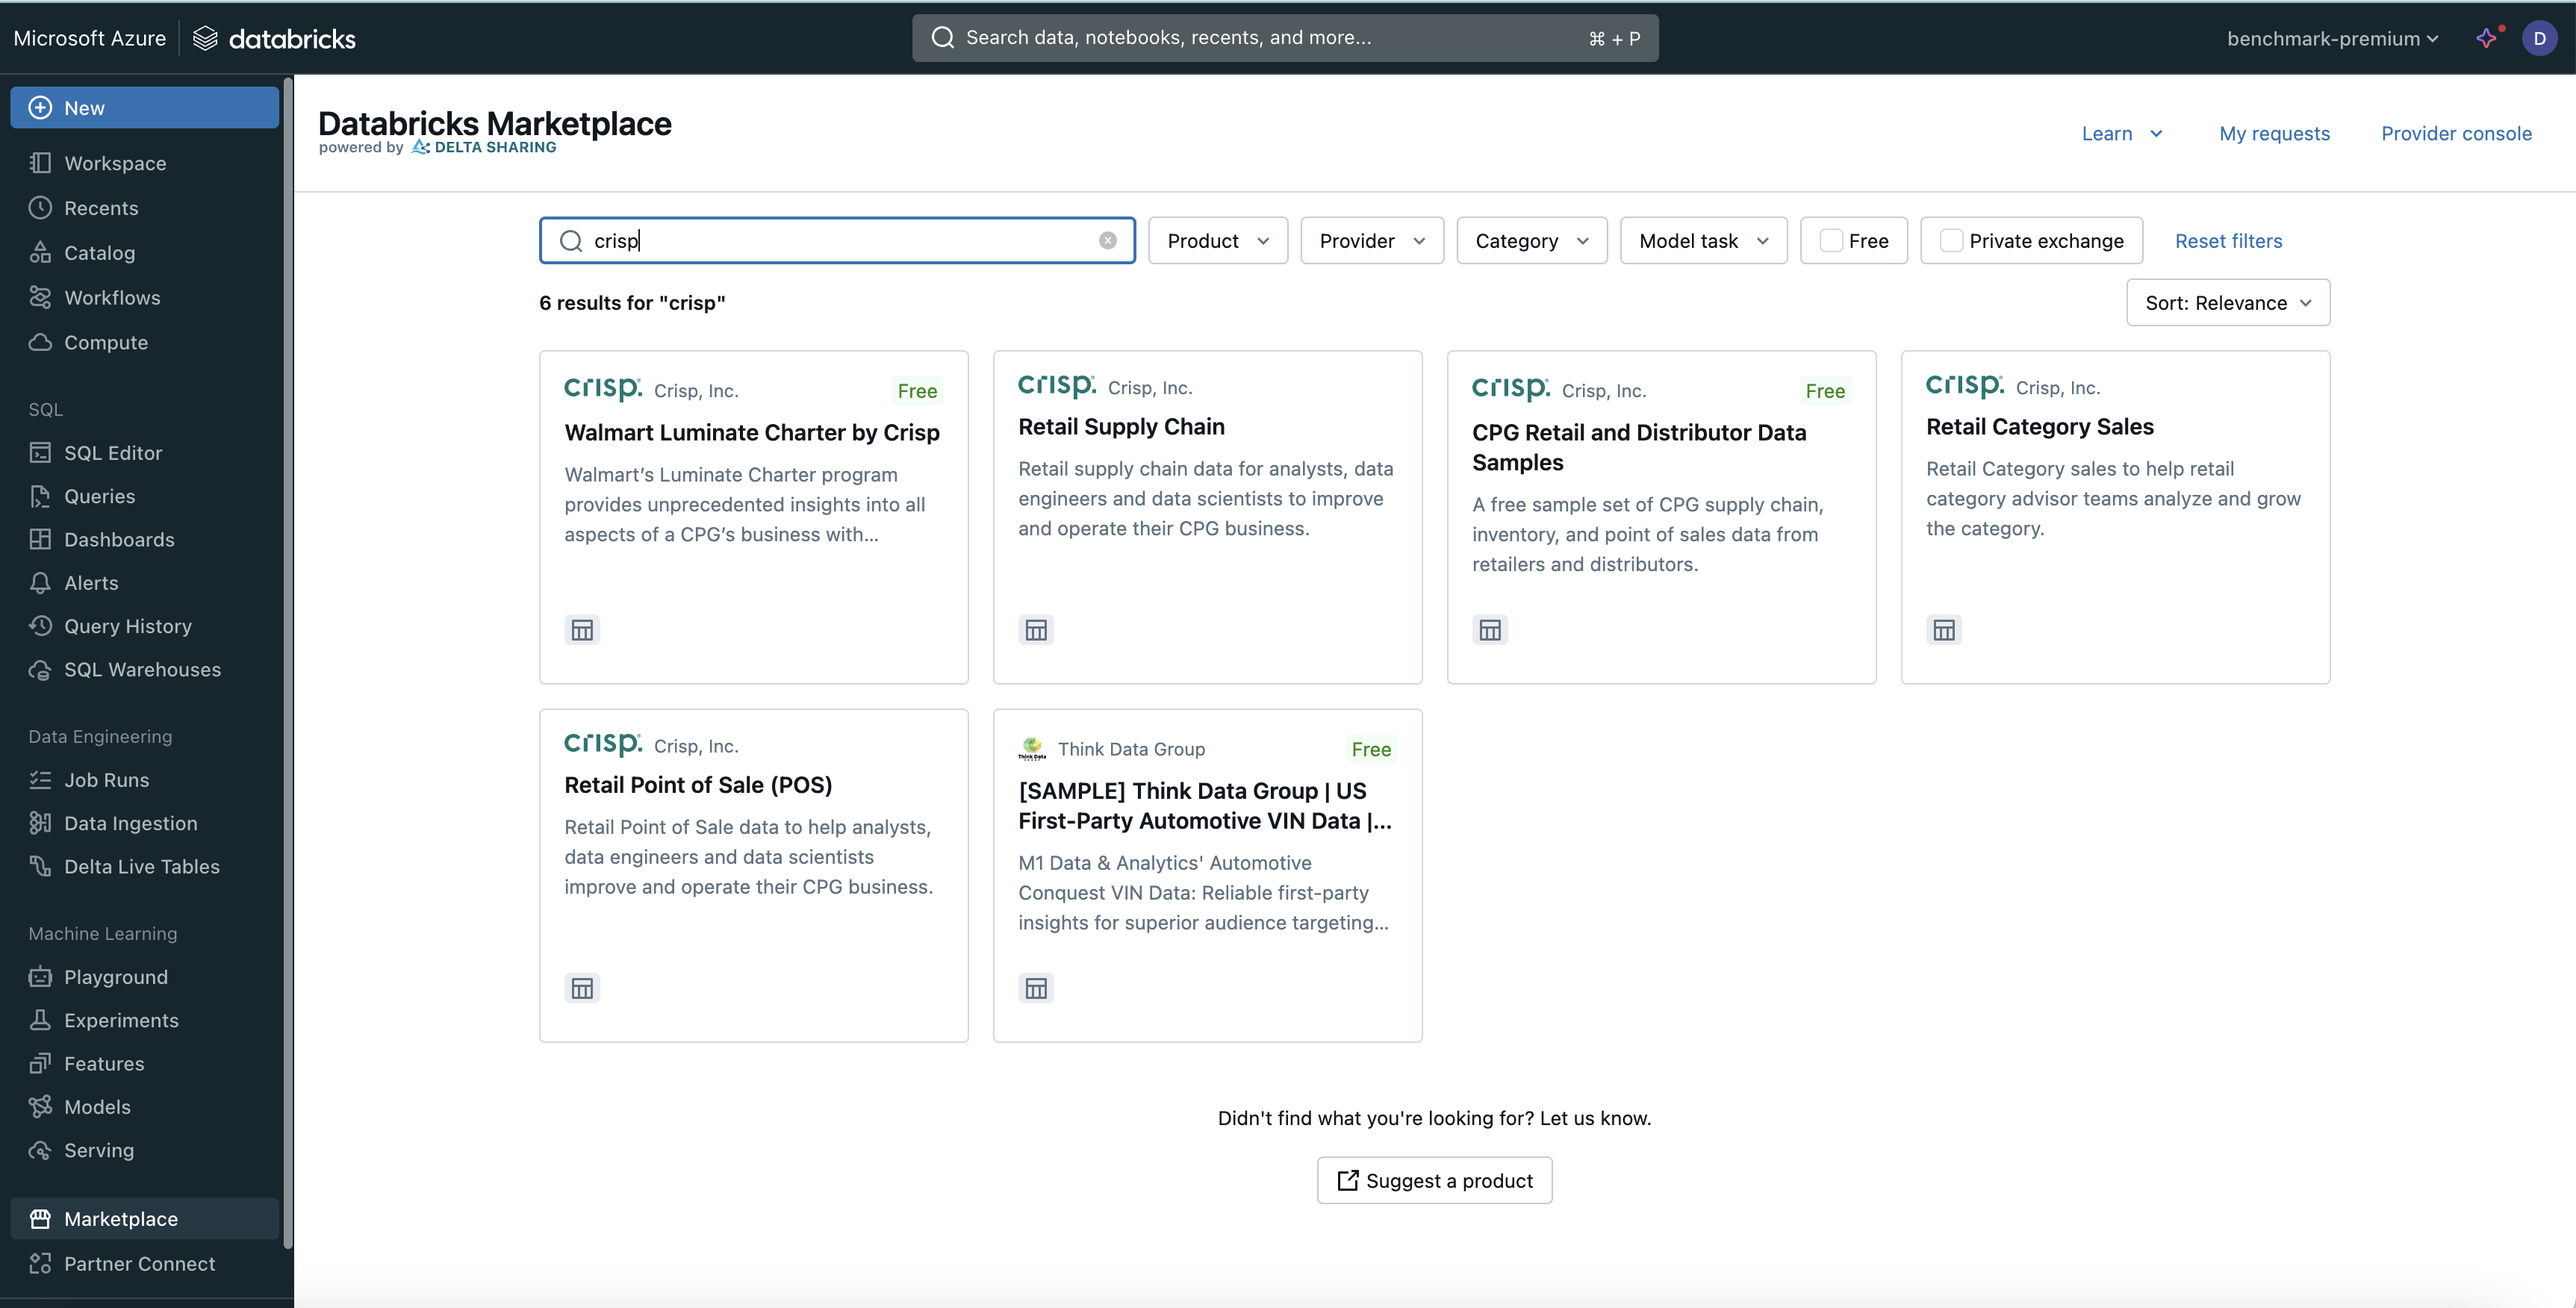 Microsoft Azure databricks
Search data, notebooks, recents, and more... ⌘ + P
benchmark-premium D
New
Workspace
Recents
Catalog
Workflows
Compute
SQL
SQL Editor
Queries
Dashboards
Alerts
Query History
SQL Warehouses
Data Engineering
Job Runs
Data Ingestion
Delta Live Tables
Machine Learning
Playground
Experiments
Features
Models
Serving
Marketplace
Partner Connect
Databricks Marketplace
powered by DELTA SHARING
Learn My requests Provider console
crisp Product Provider Category Model task Free Private exchange Reset filters
6 results for "crisp"
Sort: Relevance
crisp. Crisp, Inc. Free
Walmart Luminate Charter by Crisp
Walmart’s Luminate Charter program
provides unprecedented insights into all
aspects of a CPG’s business with...
crisp. Crisp, Inc.
Retail Supply Chain
Retail supply chain data for analysts, data
engineers and data scientists to improve
and operate their CPG business.
crisp. Crisp, Inc. Free
CPG Retail and Distributor Data
Samples
A free sample set of CPG supply chain,
inventory, and point of sales data from
retailers and distributors.
crisp. Crisp, Inc.
Retail Category Sales
Retail Category sales to help retail
category advisor teams analyze and grow
the category.
crisp. Crisp, Inc.
Retail Point of Sale (POS)
Retail Point of Sale data to help analysts,
data engineers and data scientists
improve and operate their CPG business.
Think Data Think Data Group Free
[SAMPLE] Think Data Group | US
First-Party Automotive VIN Data |...
M1 Data & Analytics' Automotive
Conquest VIN Data: Reliable first-party
insights for superior audience targeting...
Didn't find what you're looking for? Let us know.
Suggest a product